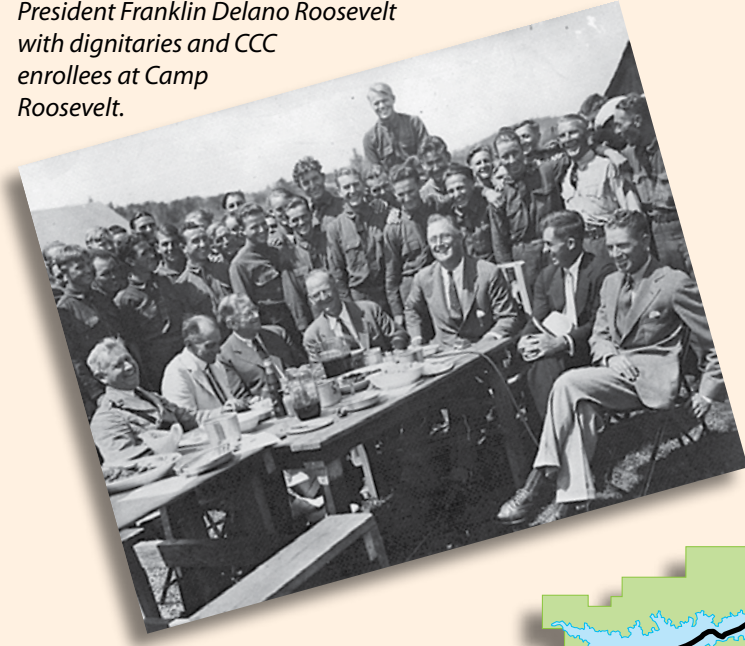 President Franklin Delano Roosevelt
with dignitaries and CCC
enrollees at Camp
Roosevelt.